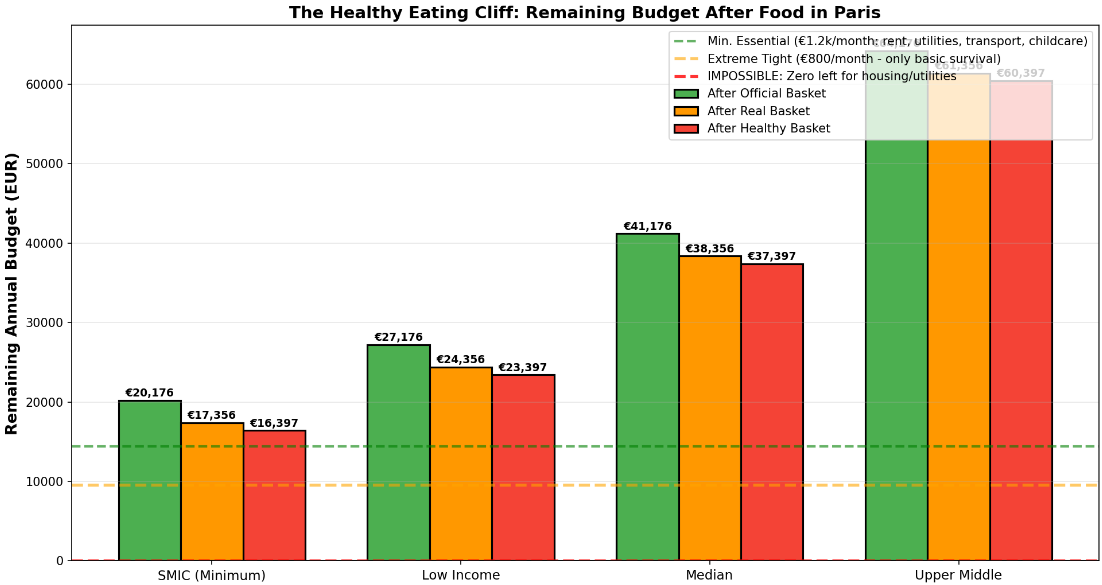 The Healthy Eating Cliff: Remaining Budget After Food in Paris
Min. Essential (€1.2k/month: rent, utilities, transport, childcare)
Extreme Tight (€800/month - only basic survival)
IMPOSSIBLE: Zero left for housing/utilities
After Official Basket
After Real Basket
After Healthy Basket
Remaining Annual Budget (EUR)
60000
50000
40000
30000
20000
10000
0
€20,176
€17,356
€16,397
€27,176
€24,356
€23,397
€41,176
€38,356
€37,397
€61,356
€60,397
SMIC (Minimum)
Low Income
Median
Upper Middle